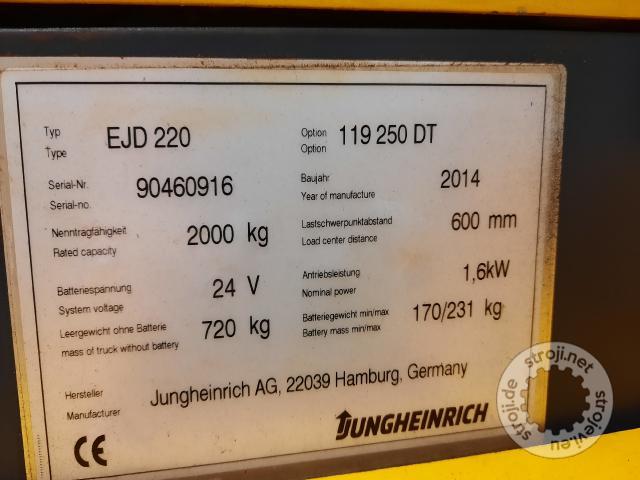 Typ EJD 220 Option 119 250 DT
Type Option
Serial-Nr. 90460916 Baujahr 2014
Serial-no. Year of manufacture
Nenntragfähigkeit 2000 kg Lastschwerpunktabstand 600 mm
Rated capacity Load center distance
Batteriespannung 24 V Antriebsleistung 1,6kW
System voltage Nominal power
Leergewicht ohne Batterie 720 kg Batteriegewicht min/max 170/231 kg
mass of truck without battery Battery mass min/max
Hersteller Jungheinrich AG, 22039 Hamburg, Germany
Manufacturer
CE JUNGHEINRICH
stroji.net
stroji.de
strojevi.eu